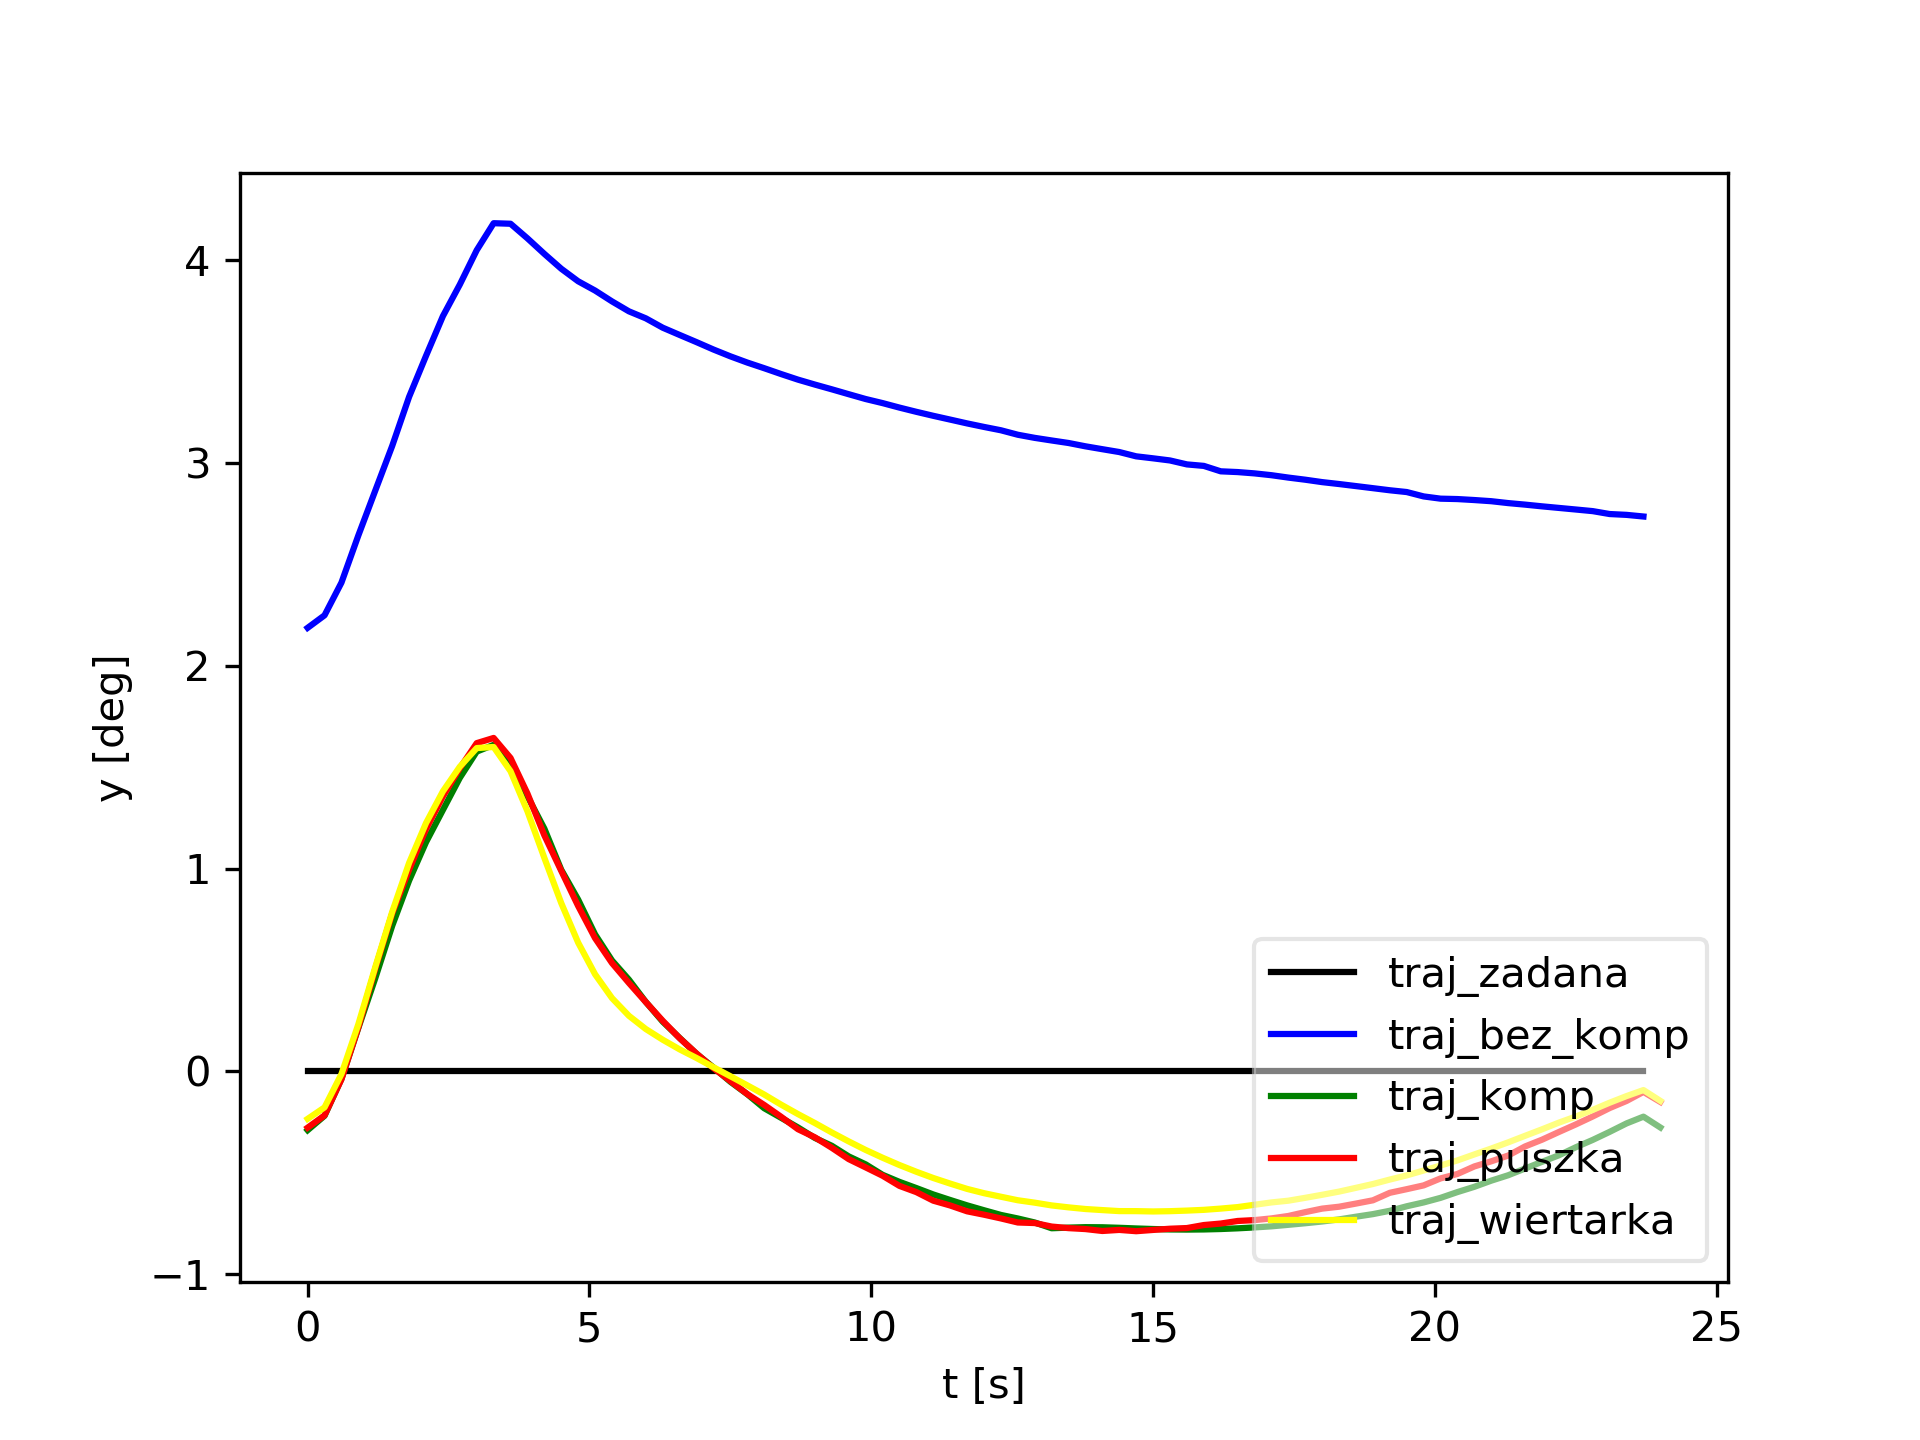 4
3
2
1
0
−1
y [deg]
0 5 10 15 20 25
t [s]
traj_zadana
traj_bez_komp
traj_komp
traj_puszka
traj_wiertarka